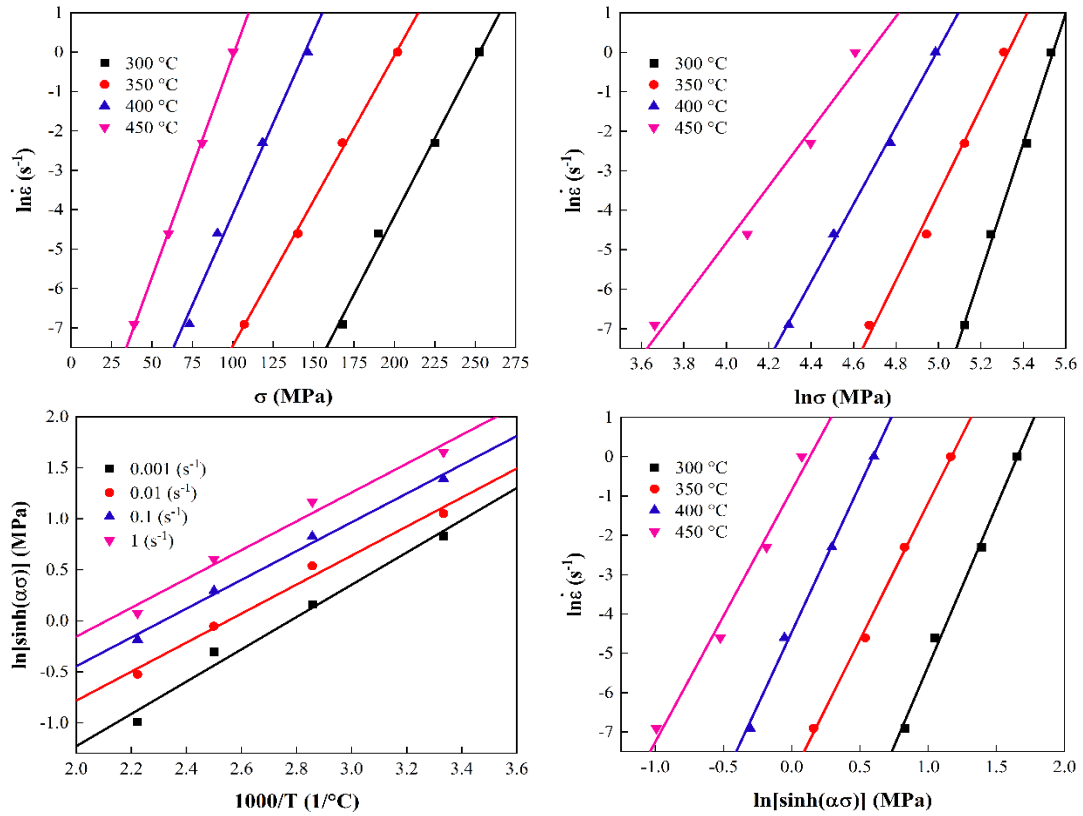 300 °C
350 °C
400 °C
450 °C
lnε̇ (s⁻¹)
1
0
-1
-2
-3
-4
-5
-6
-7
0 25 50 75 100 125 150 175 200 225 250 275
σ (MPa)
300 °C
350 °C
400 °C
450 °C
lnε̇ (s⁻¹)
1
0
-1
-2
-3
-4
-5
-6
-7
3.6 3.8 4.0 4.2 4.4 4.6 4.8 5.0 5.2 5.4 5.6
lnσ (MPa)
0.001 (s⁻¹)
0.01 (s⁻¹)
0.1 (s⁻¹)
1 (s⁻¹)
ln[sinh(ασ)] (MPa)
2.0
1.5
1.0
0.5
0.0
-0.5
-1.0
2.0 2.2 2.4 2.6 2.8 3.0 3.2 3.4 3.6
1000/T (1/°C)
300 °C
350 °C
400 °C
450 °C
lnε̇ (s⁻¹)
1
0
-1
-2
-3
-4
-5
-6
-7
-1.0 -0.5 0.0 0.5 1.0 1.5 2.0
ln[sinh(ασ)] (MPa)